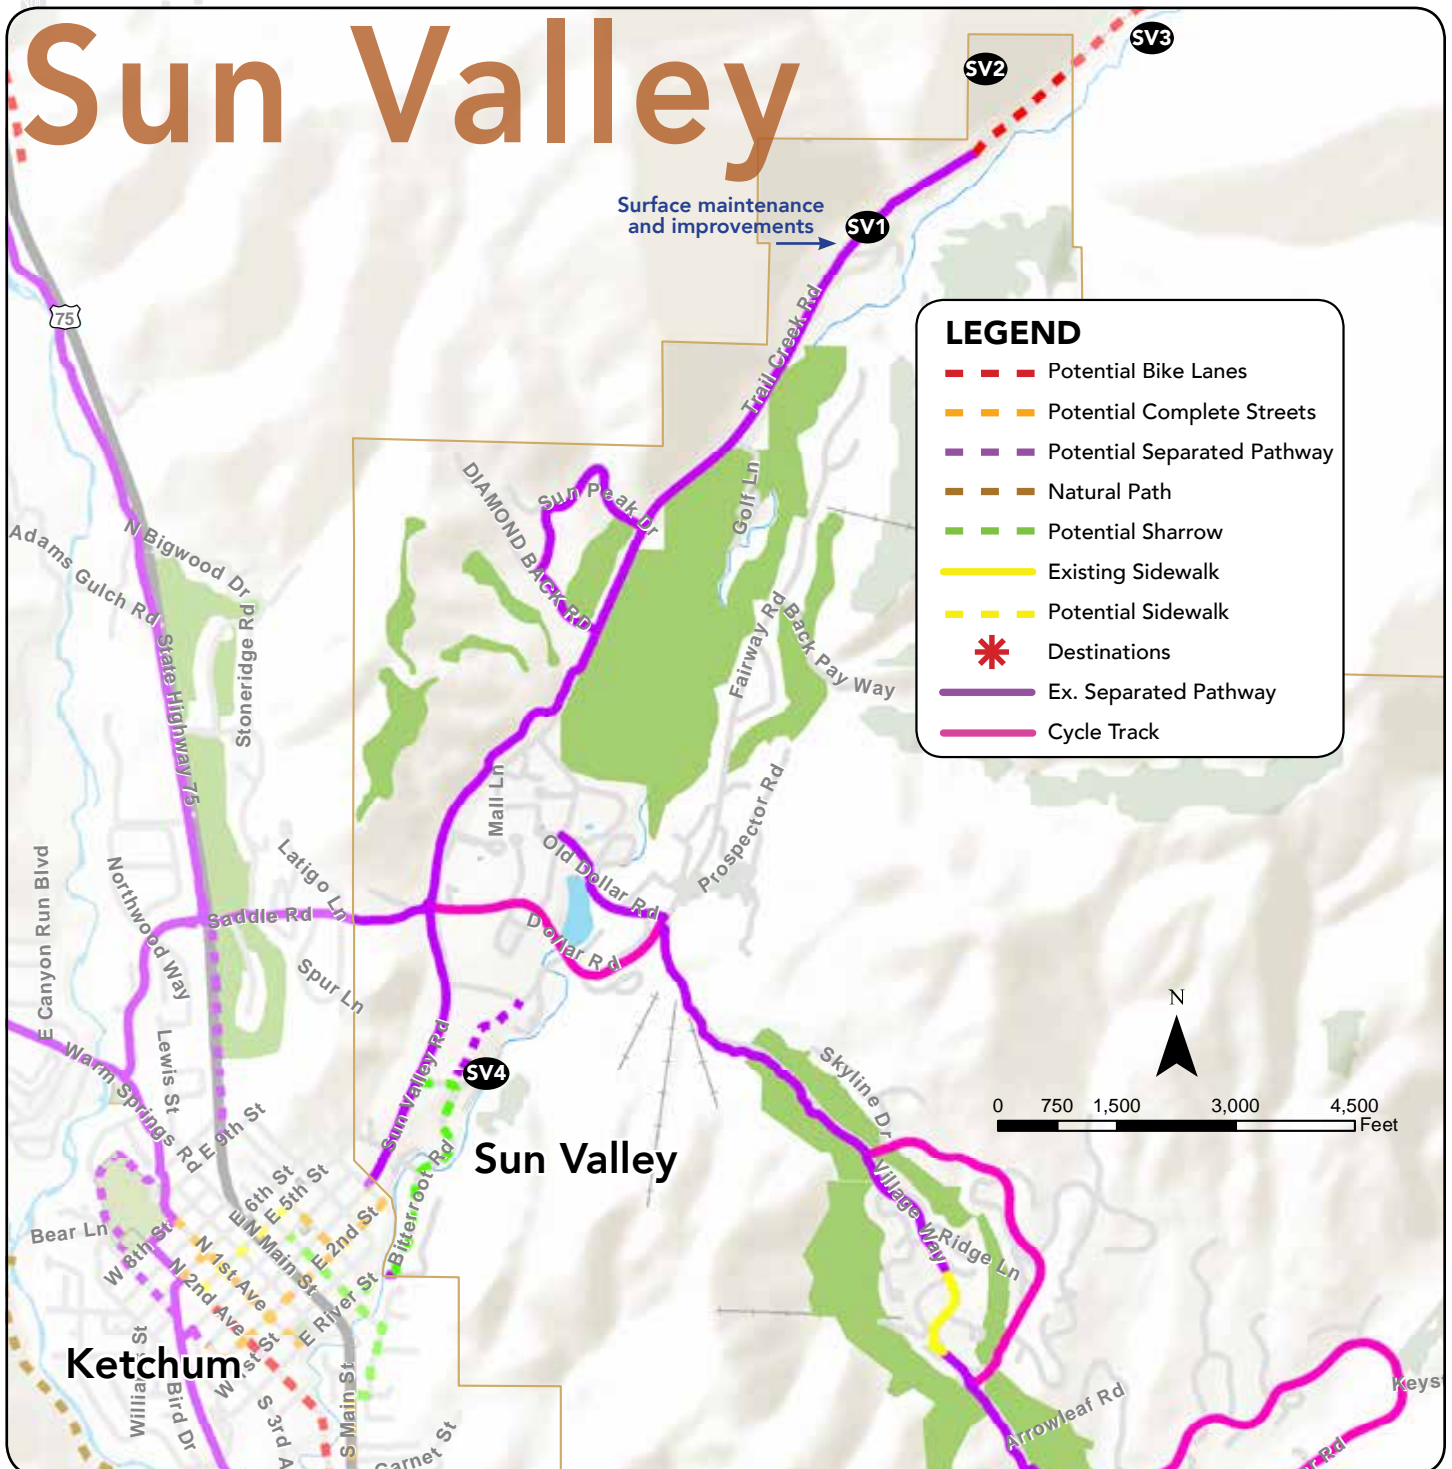 Sun Valley
SV3
SV2
Surface maintenance
and improvements
SV1
75
Trail Creek Rd
LEGEND
Potential Bike Lanes
Potential Complete Streets
Potential Separated Pathway
Natural Path
Potential Sharrow
Existing Sidewalk
Potential Sidewalk
Destinations
Ex. Separated Pathway
Cycle Track
DIAMOND BACK RD
Sun Peak Dr
Golf Ln
N Bigwood Dr
Adams Gulch Rd
State Highway 75
Stoneridge Rd
Fairway Rd
Back Pay Way
Mall Ln
Prospector Rd
Old Dollar Rd
Dollar Rd
Latigo Ln
Saddle Rd
Northwood Way
E Canyon Run Blvd
Spur Ln
Lewis St
Warm Springs Rd
Sun Valley Rd
SV4
N
0 750 1,500 3,000 4,500
Feet
Skyline Dr
E 9th St
Sun Valley
Village Way
Ridge Ln
Bitterroot Rd
E 6th St
E 5th St
E 2nd St
N Main St
Bear Ln
W 8th St
N 1st Ave
N 2nd Ave
E River St
W 1st St
Ketchum
Bird Dr
S 3rd A
S Main St
Garnet St
Arrowleaf Rd
Keys
r Rd